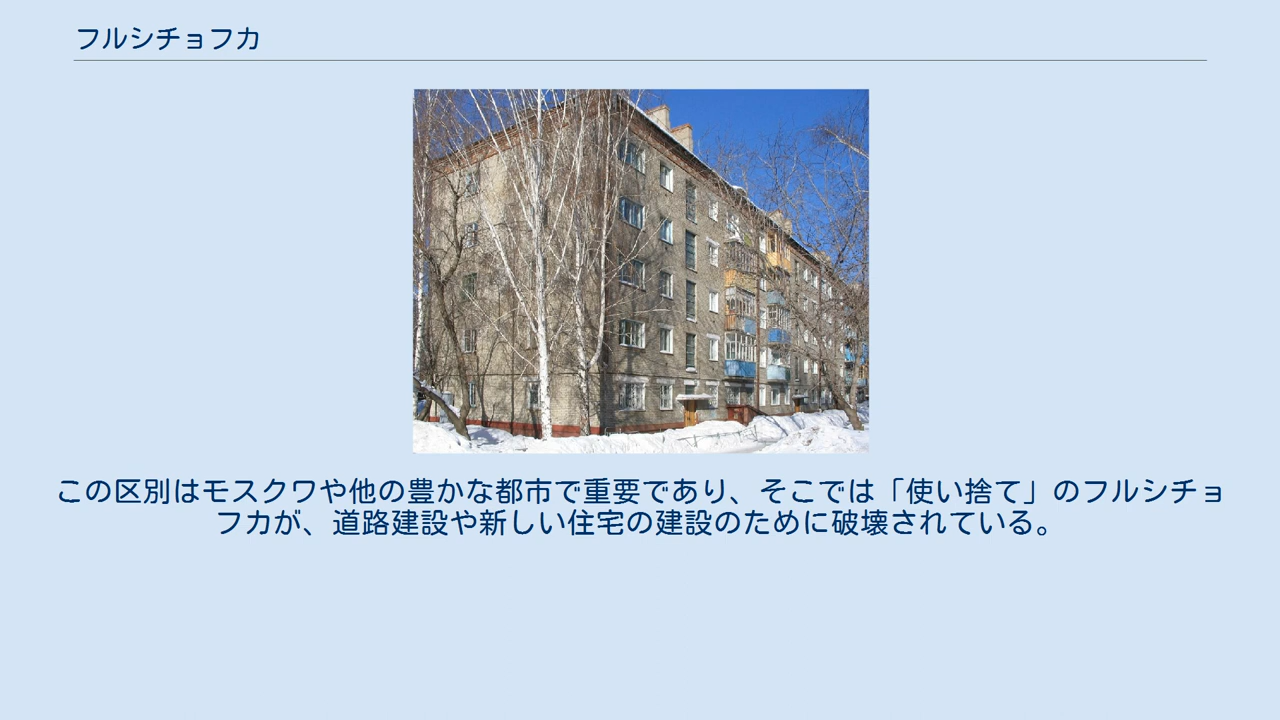 フルシチョフカ
この区別はモスクワや他の豊かな都市で重要であり、そこでは「使い捨て」のフルシチョ
フカが、道路建設や新しい住宅の建設のために破壊されている。